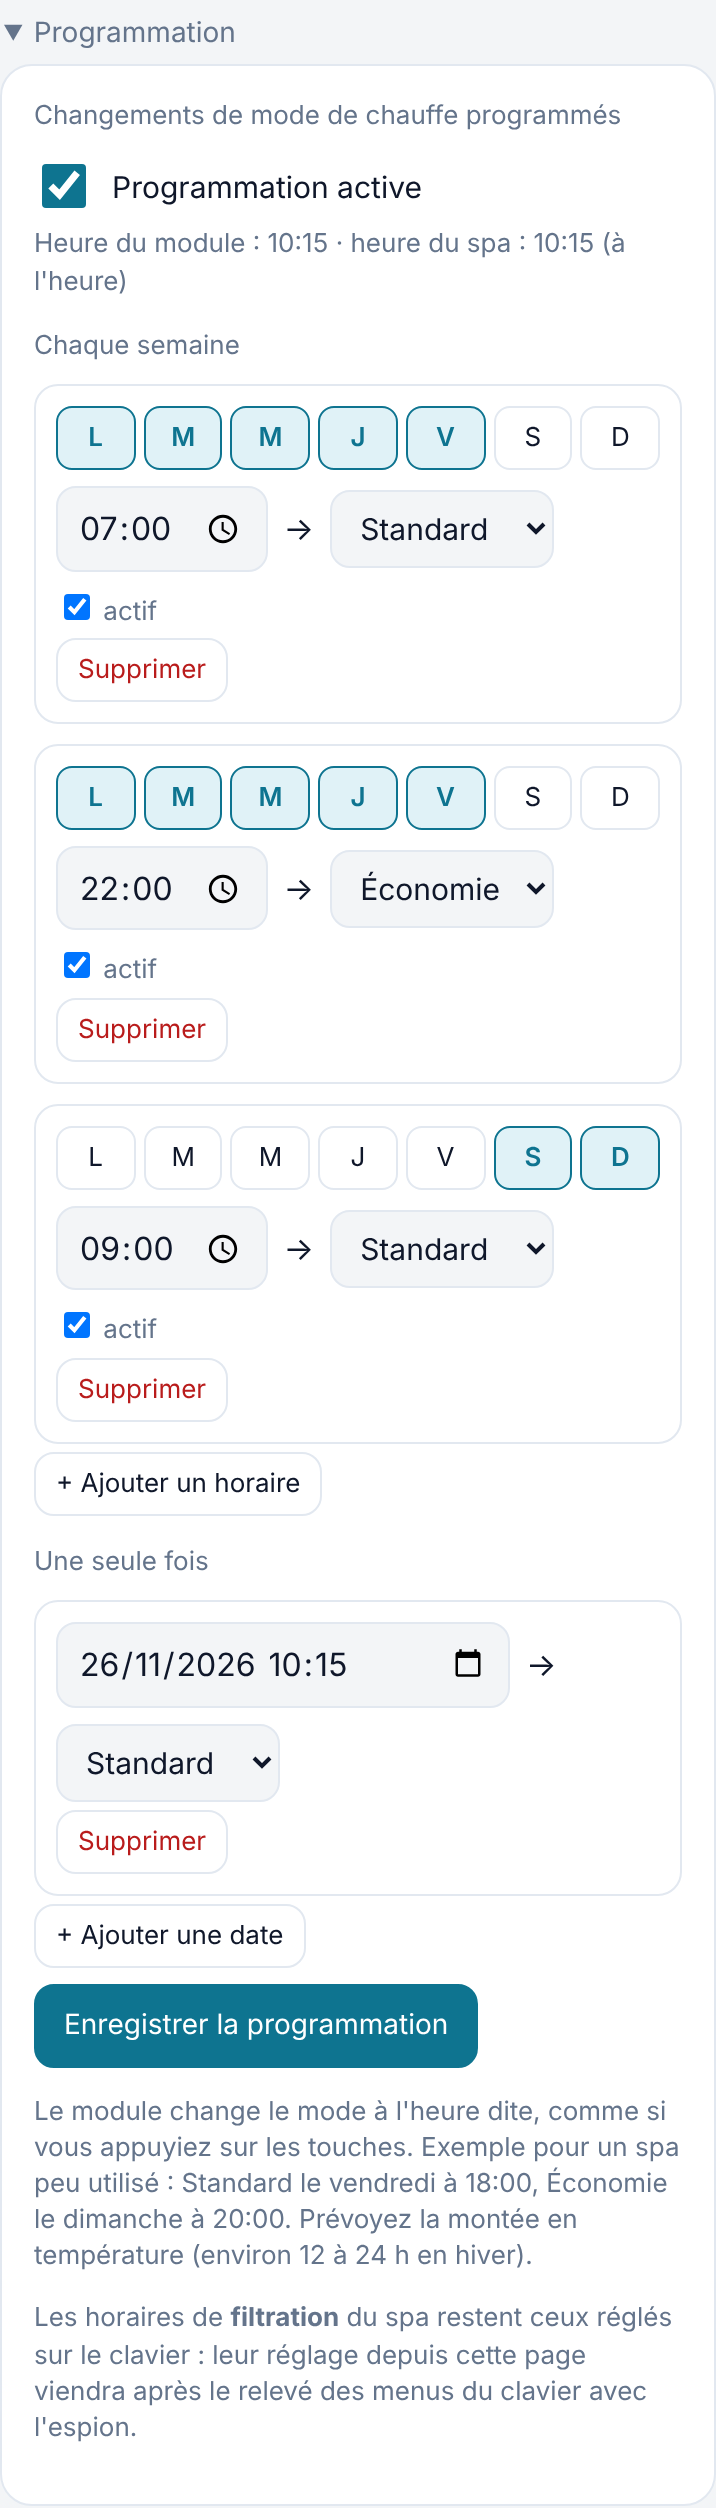 Programmation
Changements de mode de chauffe programmés
Programmation active
Heure du module : 10:15 · heure du spa : 10:15 (à
l'heure)
Chaque semaine
L M M J V S D
07:00 → Standard
actif
Supprimer
L M M J V S D
22:00 → Économie
actif
Supprimer
L M M J V S D
09:00 → Standard
actif
Supprimer
+ Ajouter un horaire
Une seule fois
26/11/2026 10:15 →
Standard
Supprimer
+ Ajouter une date
Enregistrer la programmation
Le module change le mode à l'heure dite, comme si
vous appuyiez sur les touches. Exemple pour un spa
peu utilisé : Standard le vendredi à 18:00, Économie
le dimanche à 20:00. Prévoyez la montée en
température (environ 12 à 24 h en hiver).
Les horaires de filtration du spa restent ceux réglés
sur le clavier : leur réglage depuis cette page
viendra après le relevé des menus du clavier avec
l'espion.